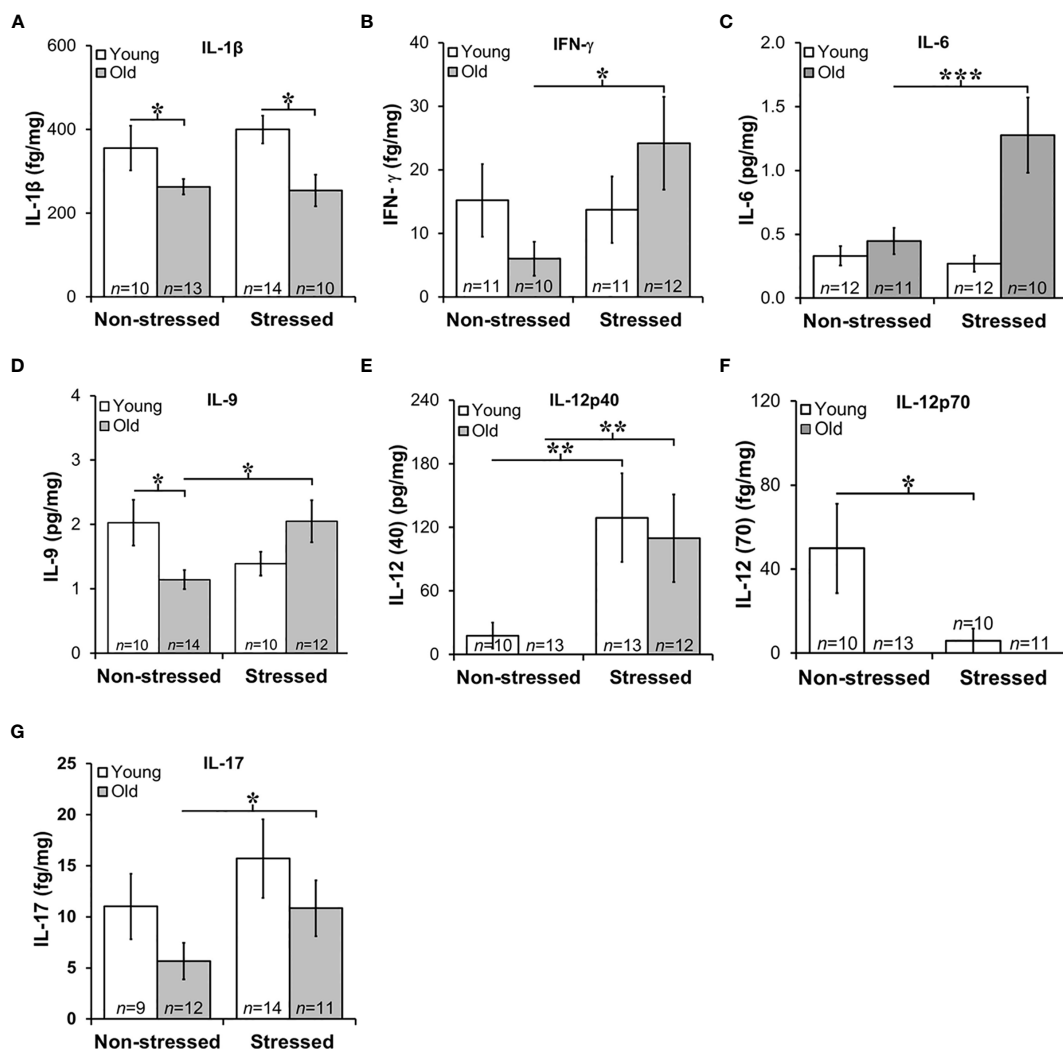 A
IL-1β
Young
Old
600
400
200
0
IL-1β (fg/mg)
*
*
n=10
n=13
n=14
n=10
Non-stressed
Stressed
B
IFN-γ
Young
Old
40
30
20
10
0
IFN- γ (fg/mg)
*
n=11
n=10
n=11
n=12
Non-stressed
Stressed
C
IL-6
Young
Old
2.0
1.5
1.0
0.5
0.0
IL-6 (pg/mg)
***
n=12
n=11
n=12
n=10
Non-stressed
Stressed
D
IL-9
Young
Old
4
3
2
1
0
IL-9 (pg/mg)
*
*
n=10
n=14
n=10
n=12
Non-stressed
Stressed
E
IL-12p40
Young
Old
240
180
120
60
0
IL-12 (40) (pg/mg)
**
**
n=10
n=13
n=13
n=12
Non-stressed
Stressed
F
IL-12p70
Young
Old
120
80
40
0
IL-12 (70) (fg/mg)
*
n=10
n=13
n=10
n=11
Non-stressed
Stressed
G
IL-17
Young
Old
25
20
15
10
5
0
IL-17 (fg/mg)
*
n=9
n=12
n=14
n=11
Non-stressed
Stressed